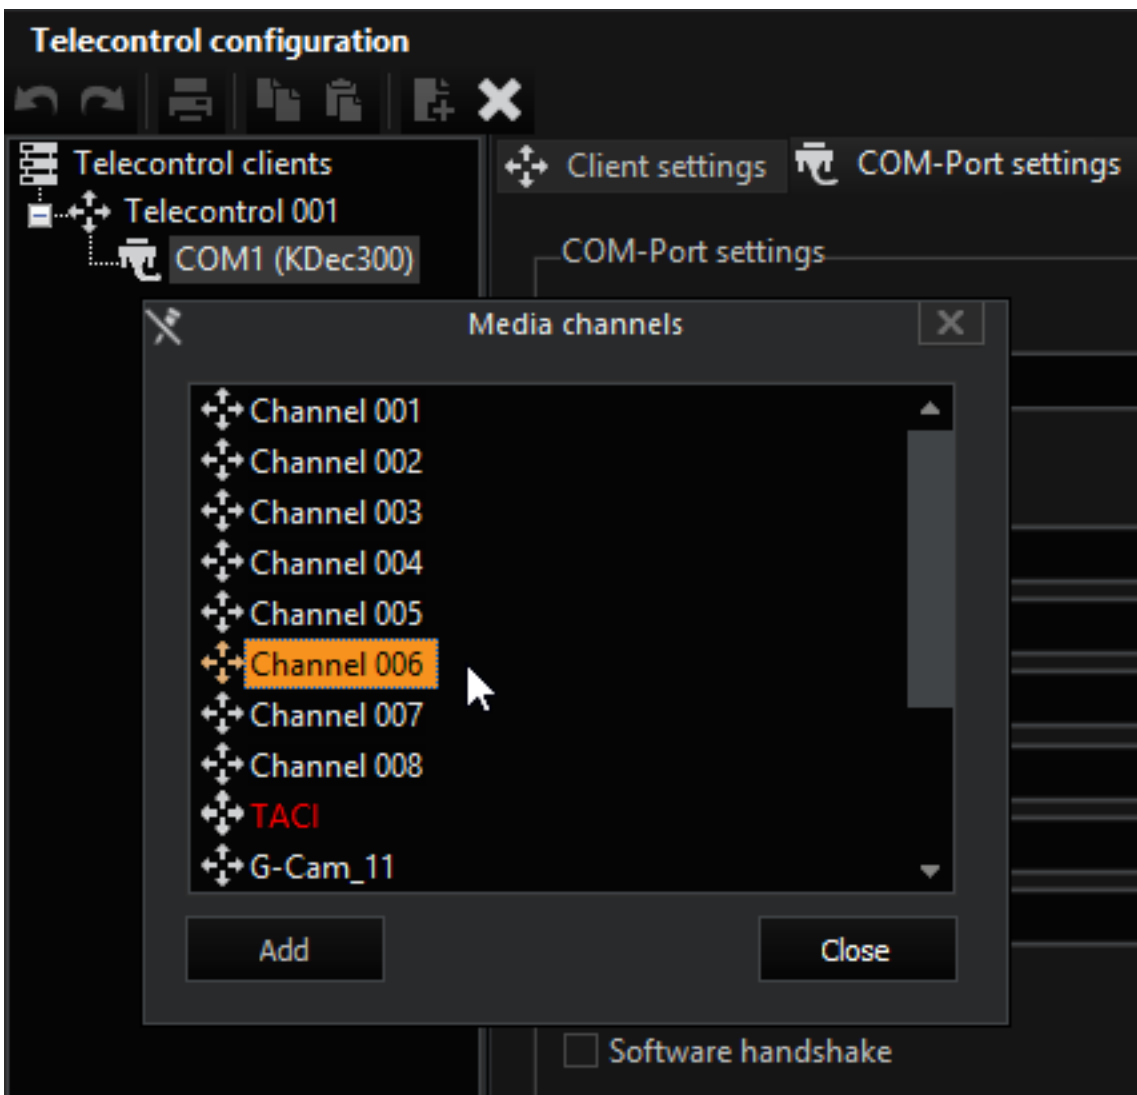 Telecontrol configuration
Telecontrol clients
Client settings
COM-Port settings
Telecontrol 001
COM1 (KDec300)
COM-Port settings
Media channels
Channel 001
Channel 002
Channel 003
Channel 004
Channel 005
Channel 006
Channel 007
Channel 008
TACI
G-Cam_11
Add
Close
Software handshake